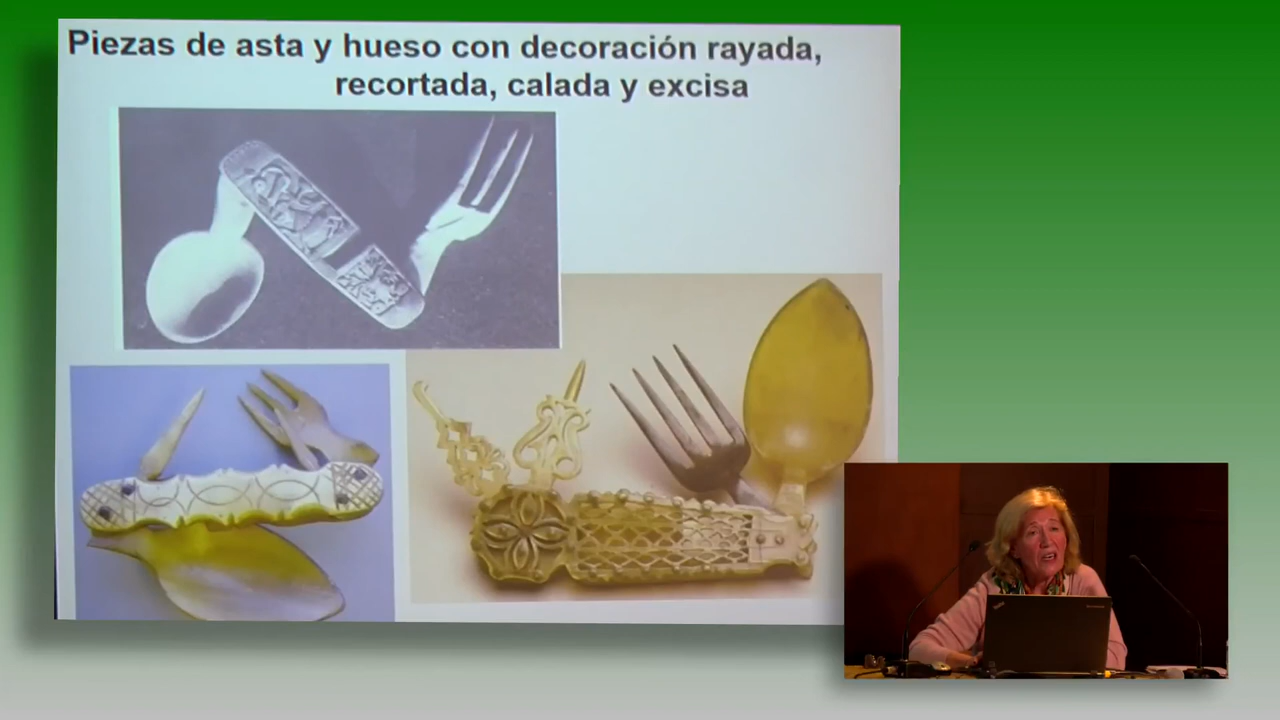 Piezas de asta y hueso con decoración rayada,
recortada, calada y excisa